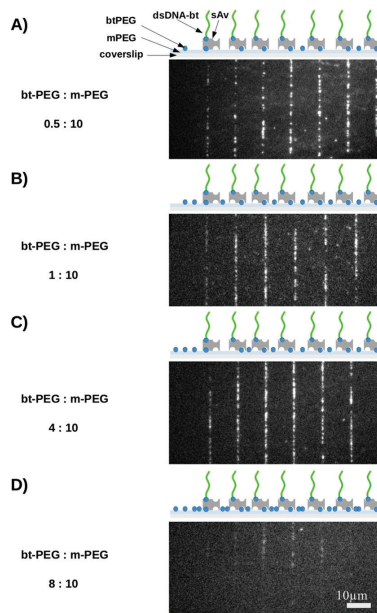 A)
dsDNA-bt
sAv
btPEG
mPEG
coverslip
bt-PEG : m-PEG
0.5 : 10
B)
bt-PEG : m-PEG
1 : 10
C)
bt-PEG : m-PEG
4 : 10
D)
bt-PEG : m-PEG
8 : 10
10µm